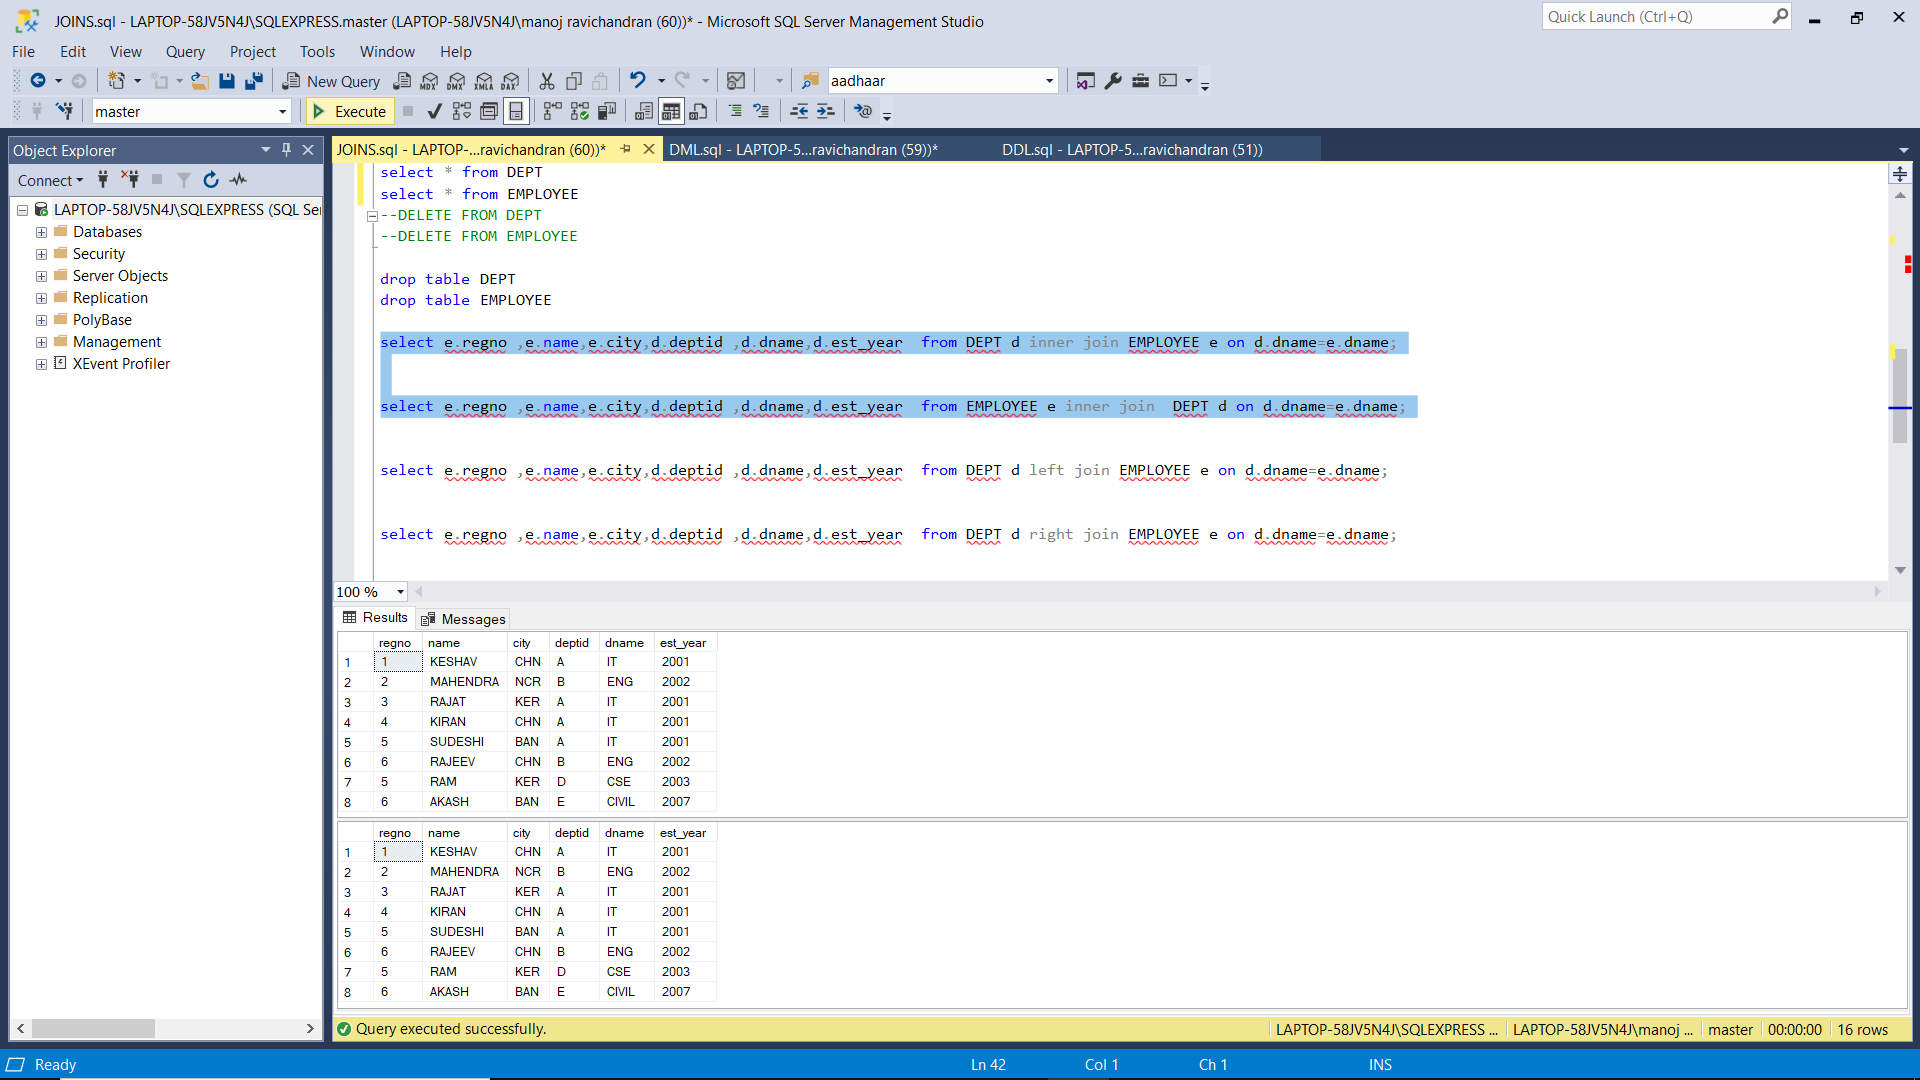 JOINS.sql - LAPTOP-58JV5N4J\SQLEXPRESS.master (LAPTOP-58JV5N4J\manoj ravichandran (60))* - Microsoft SQL Server Management Studio
Quick Launch (Ctrl+Q)
File Edit View Query Project Tools Window Help
New Query MDX DMX XMLA DAX aadhaar
master Execute
Object Explorer
Connect
LAPTOP-58JV5N4J\SQLEXPRESS (SQL Ser
Databases
Security
Server Objects
Replication
PolyBase
Management
XEvent Profiler
JOINS.sql - LAPTOP-...ravichandran (60))* DML.sql - LAPTOP-5...ravichandran (59))* DDL.sql - LAPTOP-5...ravichandran (51))
select * from DEPT
select * from EMPLOYEE
--DELETE FROM DEPT
--DELETE FROM EMPLOYEE
drop table DEPT
drop table EMPLOYEE
select e.regno ,e.name,e.city,d.deptid ,d.dname,d.est_year  from DEPT d inner join EMPLOYEE e on d.dname=e.dname;
select e.regno ,e.name,e.city,d.deptid ,d.dname,d.est_year  from EMPLOYEE e inner join  DEPT d on d.dname=e.dname;
select e.regno ,e.name,e.city,d.deptid ,d.dname,d.est_year  from DEPT d left join EMPLOYEE e on d.dname=e.dname;
select e.regno ,e.name,e.city,d.deptid ,d.dname,d.est_year  from DEPT d right join EMPLOYEE e on d.dname=e.dname;
100 %
Results Messages
regno name city deptid dname est_year
1 1 KESHAV CHN A IT 2001
2 2 MAHENDRA NCR B ENG 2002
3 3 RAJAT KER A IT 2001
4 4 KIRAN CHN A IT 2001
5 5 SUDESHI BAN A IT 2001
6 6 RAJEEV CHN B ENG 2002
7 5 RAM KER D CSE 2003
8 6 AKASH BAN E CIVIL 2007
regno name city deptid dname est_year
1 1 KESHAV CHN A IT 2001
2 2 MAHENDRA NCR B ENG 2002
3 3 RAJAT KER A IT 2001
4 4 KIRAN CHN A IT 2001
5 5 SUDESHI BAN A IT 2001
6 6 RAJEEV CHN B ENG 2002
7 5 RAM KER D CSE 2003
8 6 AKASH BAN E CIVIL 2007
Query executed successfully. LAPTOP-58JV5N4J\SQLEXPRESS ... LAPTOP-58JV5N4J\manoj ... master 00:00:00 16 rows
Ready Ln 42 Col 1 Ch 1 INS